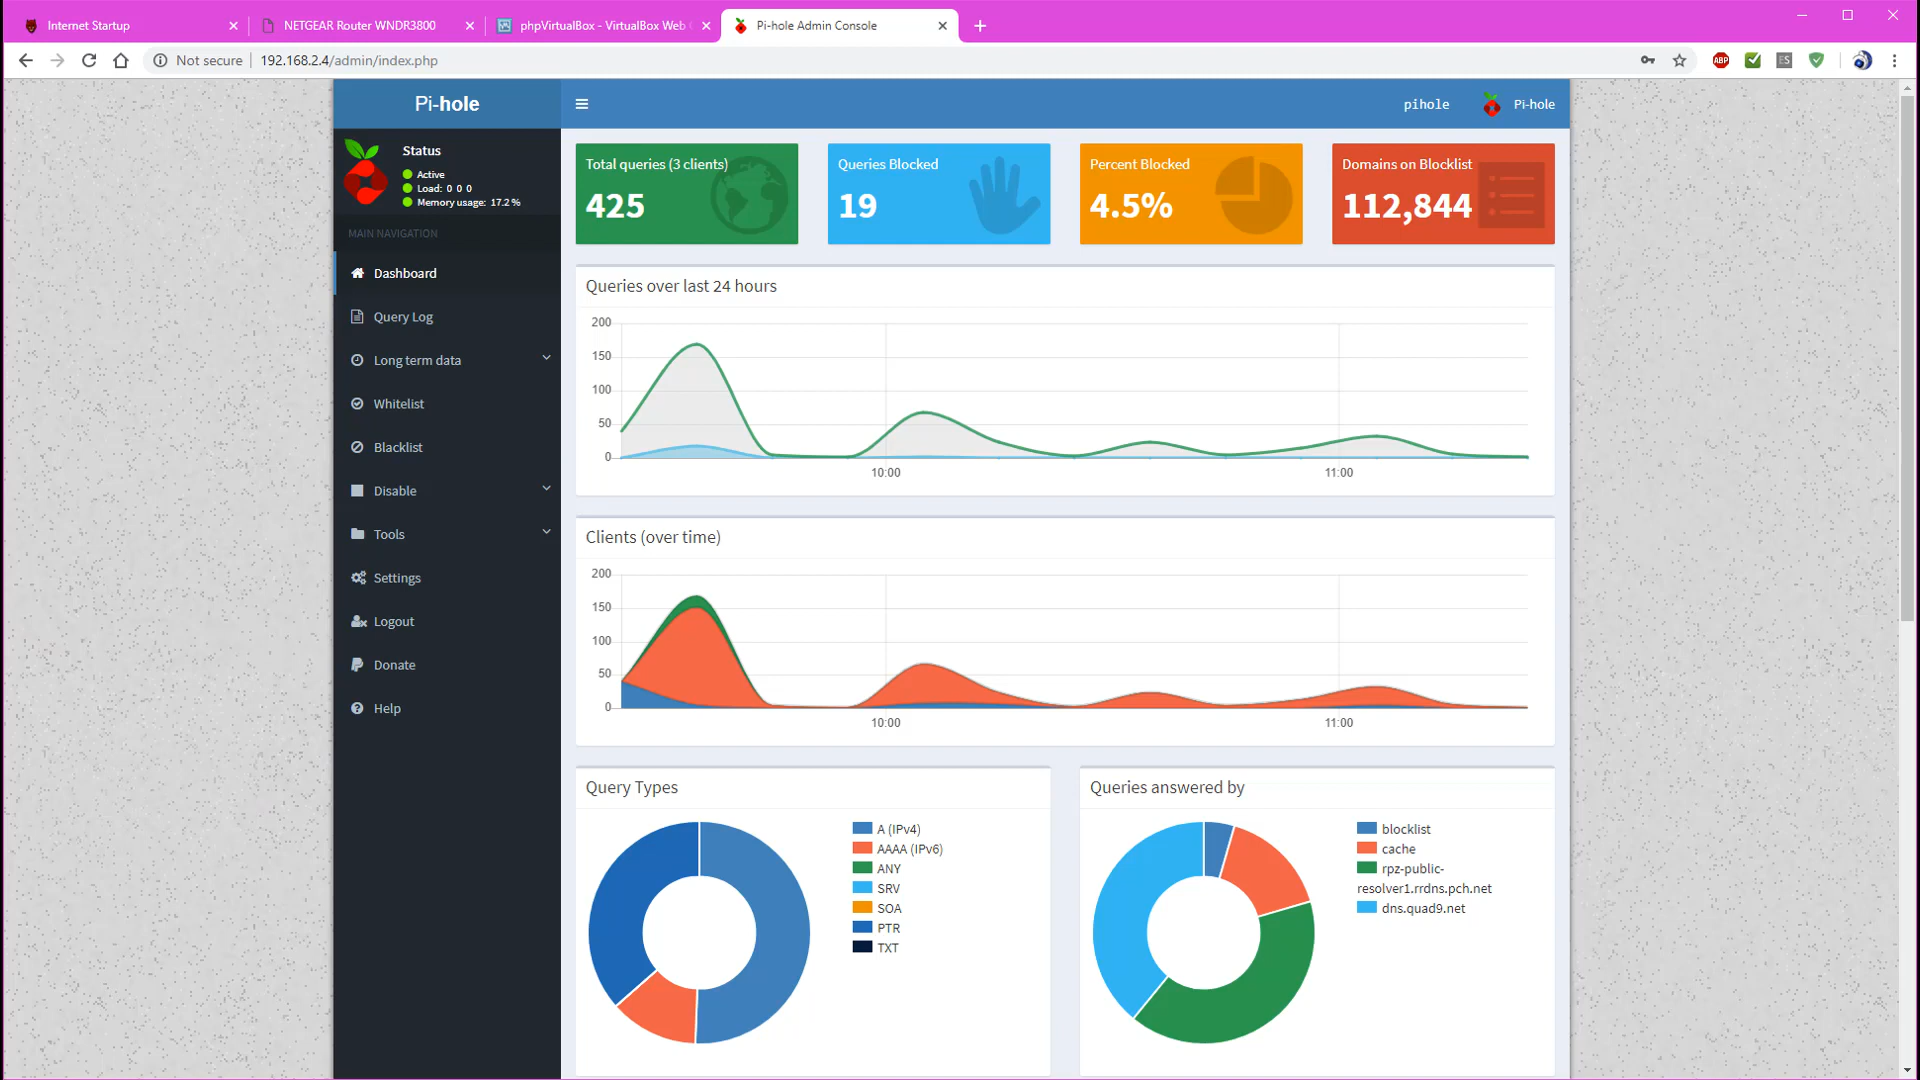 Internet Startup
NETGEAR Router WNDR3800
phpVirtualBox - VirtualBox Web
Pi-hole Admin Console
Not secure
192.168.2.4/admin/index.php
ABP
ES
Pi-hole
pihole
Pi-hole
Status
Active
Load: 0 0 0
Memory usage: 17.2 %
MAIN NAVIGATION
Dashboard
Query Log
Long term data
Whitelist
Blacklist
Disable
Tools
Settings
Logout
Donate
Help
Total queries (3 clients)
425
Queries Blocked
19
Percent Blocked
4.5%
Domains on Blocklist
112,844
Queries over last 24 hours
200
150
100
50
0
10:00
11:00
Clients (over time)
200
150
100
50
0
10:00
11:00
Query Types
A (IPv4)
AAAA (IPv6)
ANY
SRV
SOA
PTR
TXT
Queries answered by
blocklist
cache
rpz-public-
resolver1.rrdns.pch.net
dns.quad9.net